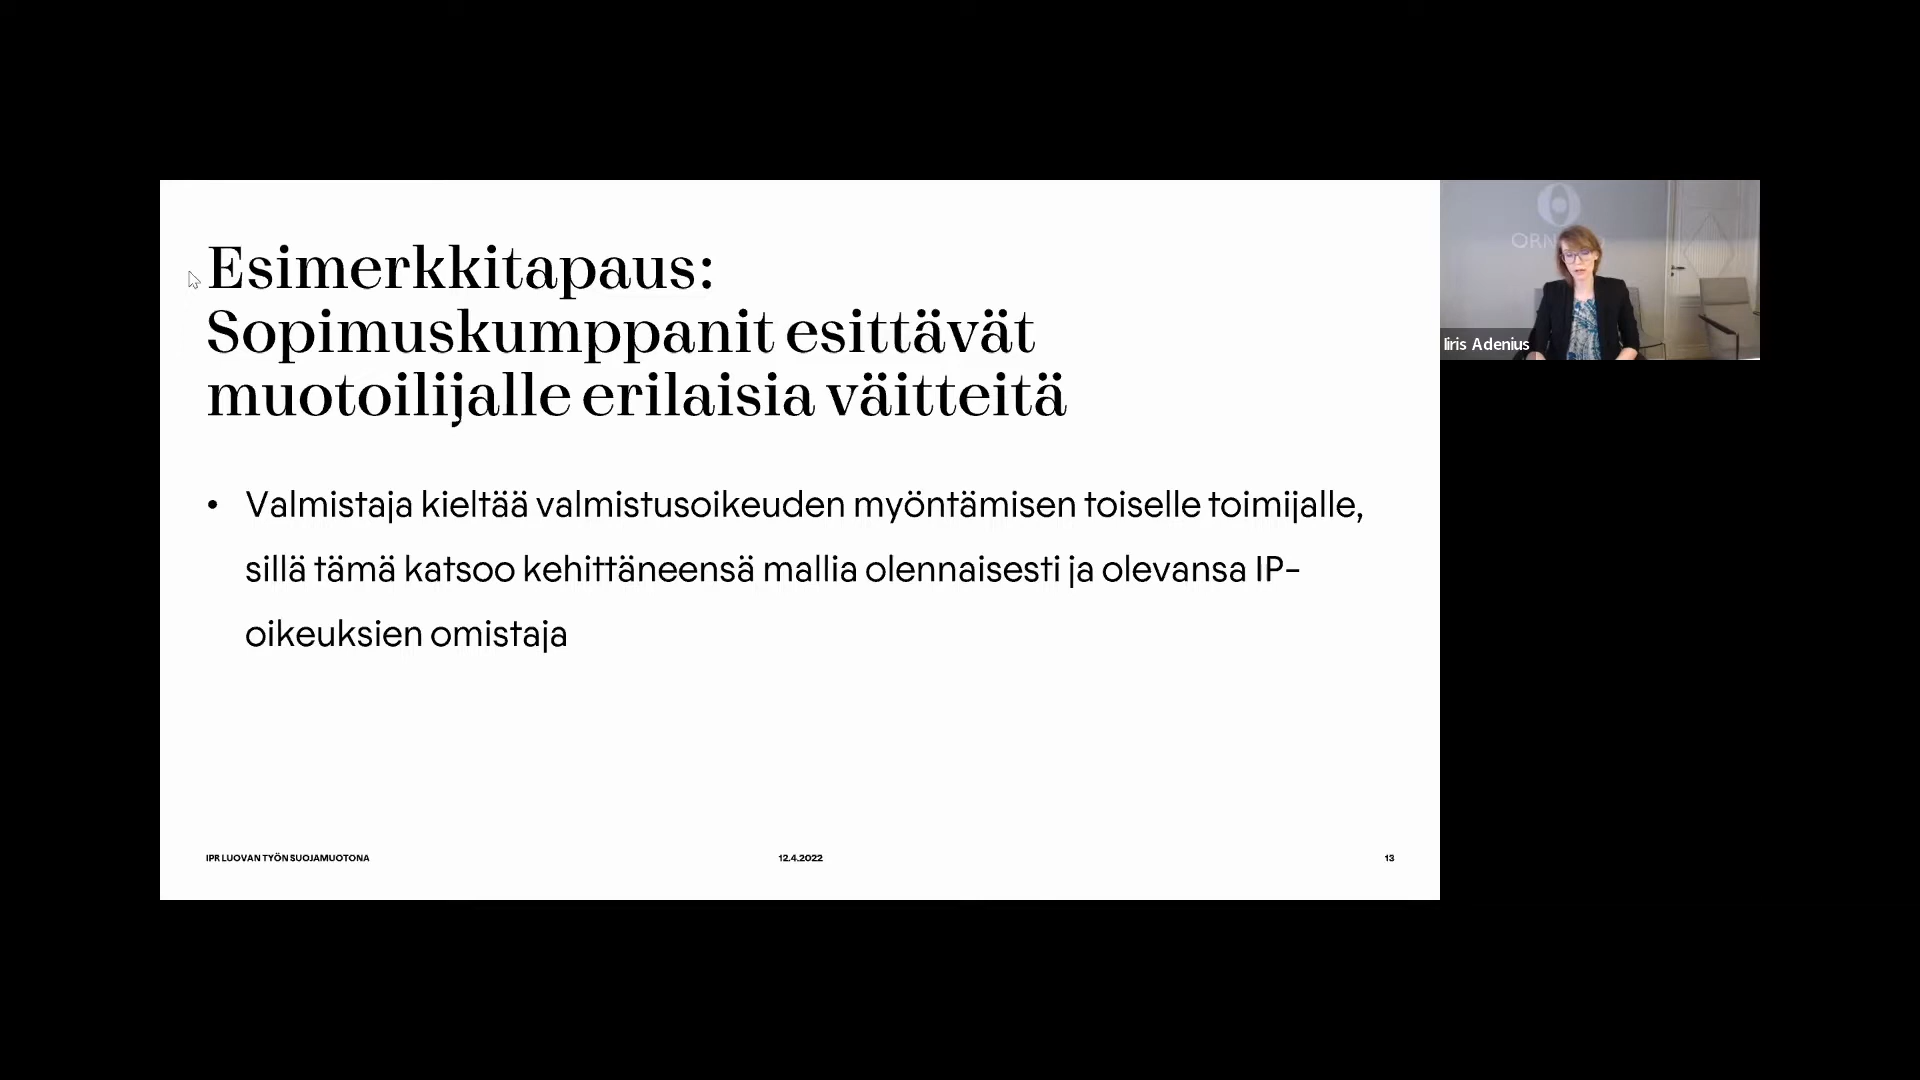 Esimerkkitapaus:
Sopimuskumppanit esittävät
muotoilijalle erilaisia väitteitä
• Valmistaja kieltää valmistusoikeuden myöntämisen toiselle toimijalle,
sillä tämä katsoo kehittäneensä mallia olennaisesti ja olevansa IP-
oikeuksien omistaja
IPR LUOVAN TYÖN SUOJAMUOTONA
12.4.2022
13
Iiris Adenius